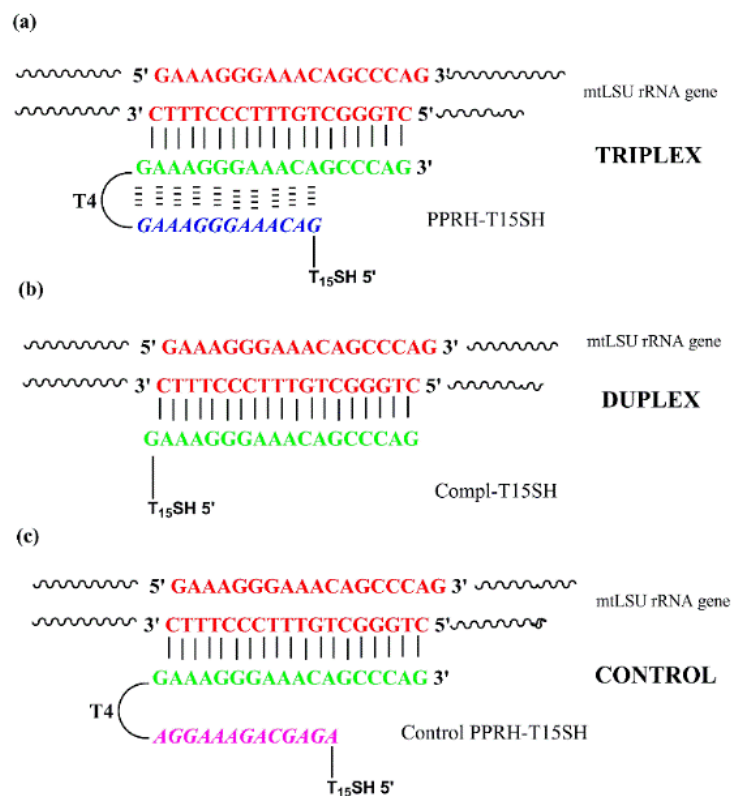 (a)
5' GAAAGGGAAACAGCCCAG 3'
mtLSU rRNA gene
3' CTTTCCCTTTGTCGGGTC 5'
TRIPLEX
GAAAGGGAAACAGCCCAG 3'
T4
GAAAGGGAAACAG
PPRH-T15SH
T₁₅SH 5'
(b)
5' GAAAGGGAAACAGCCCAG 3'
mtLSU rRNA gene
3' CTTTCCCTTTGTCGGGTC 5'
DUPLEX
GAAAGGGAAACAGCCCAG
Compl-T15SH
T₁₅SH 5'
(c)
5' GAAAGGGAAACAGCCCAG 3'
mtLSU rRNA gene
3' CTTTCCCTTTGTCGGGTC 5'
CONTROL
GAAAGGGAAACAGCCCAG 3'
T4
AGGAAAGACGAGA
Control PPRH-T15SH
T₁₅SH 5'